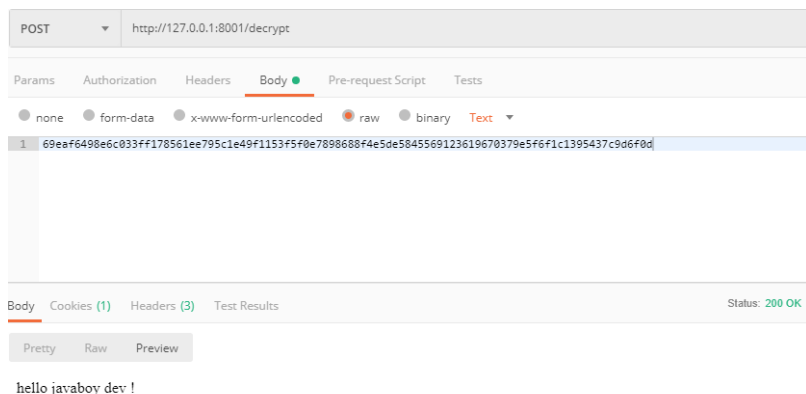 POST http://127.0.0.1:8001/decrypt
Params Authorization Headers Body Pre-request Script Tests
none form-data x-www-form-urlencoded raw binary Text
1 69eaf6498e6c033ff178561ee795c1e49f1153f5f0e7898688f4e5de5845569123619670379e5f6f1c1395437c9d6f0d
Body Cookies (1) Headers (3) Test Results Status: 200 OK
Pretty Raw Preview
hello javaboy dev !